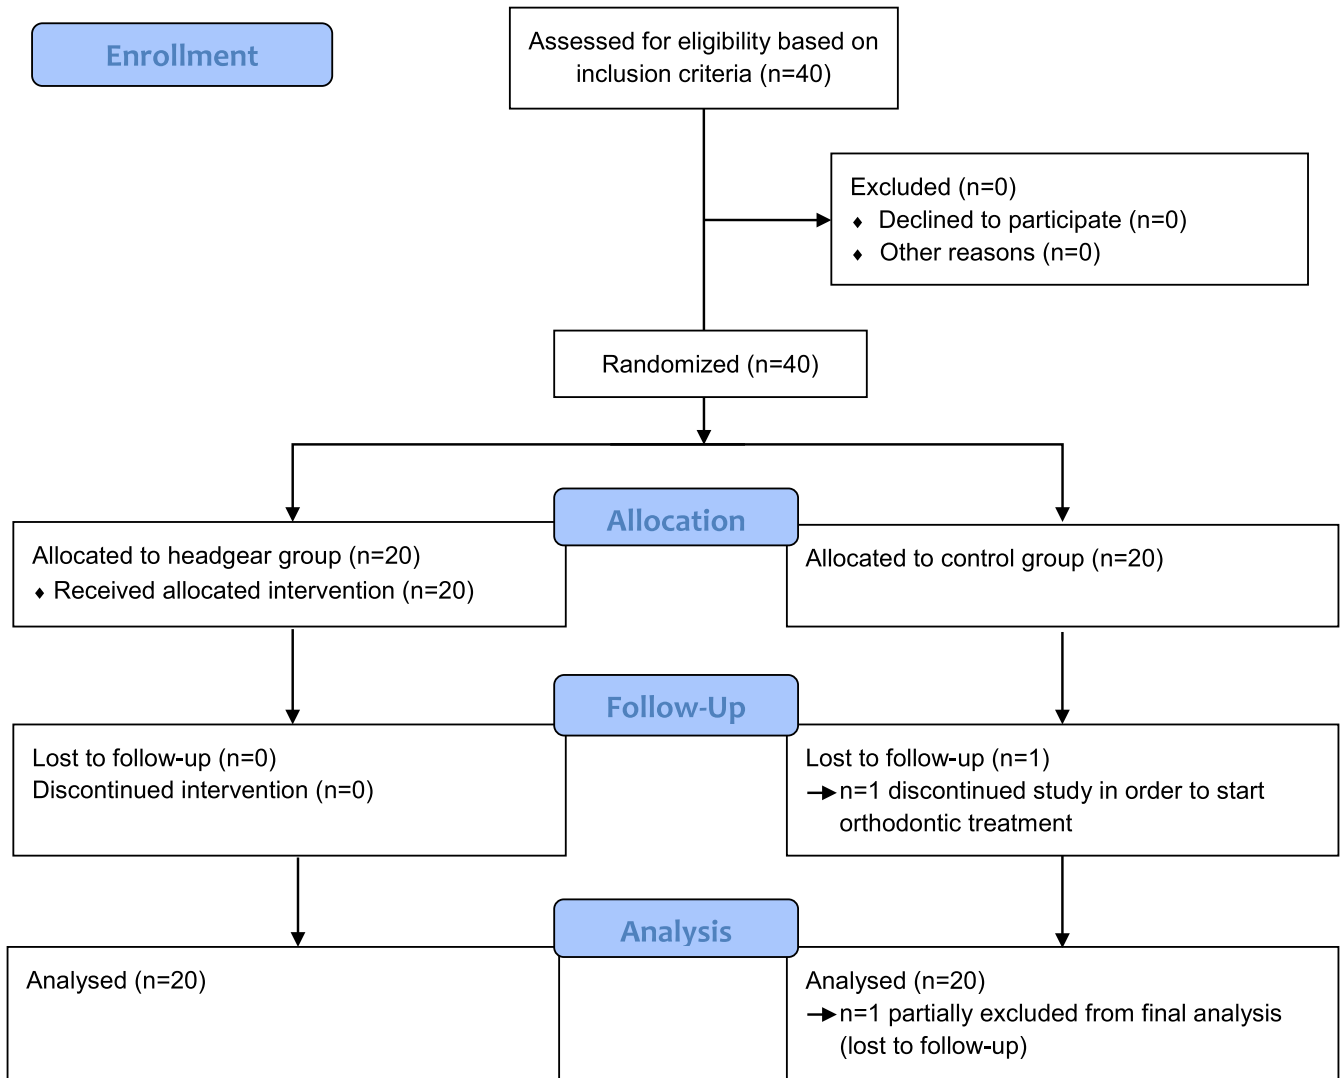 Enrollment
Assessed for eligibility based on
inclusion criteria (n=40)
Excluded (n=0)
♦ Declined to participate (n=0)
♦ Other reasons (n=0)
Randomized (n=40)
Allocation
Allocated to headgear group (n=20)
♦ Received allocated intervention (n=20)
Allocated to control group (n=20)
Follow-Up
Lost to follow-up (n=0)
Discontinued intervention (n=0)
Lost to follow-up (n=1)
→n=1 discontinued study in order to start
orthodontic treatment
Analysis
Analysed (n=20)
Analysed (n=20)
→n=1 partially excluded from final analysis
(lost to follow-up)